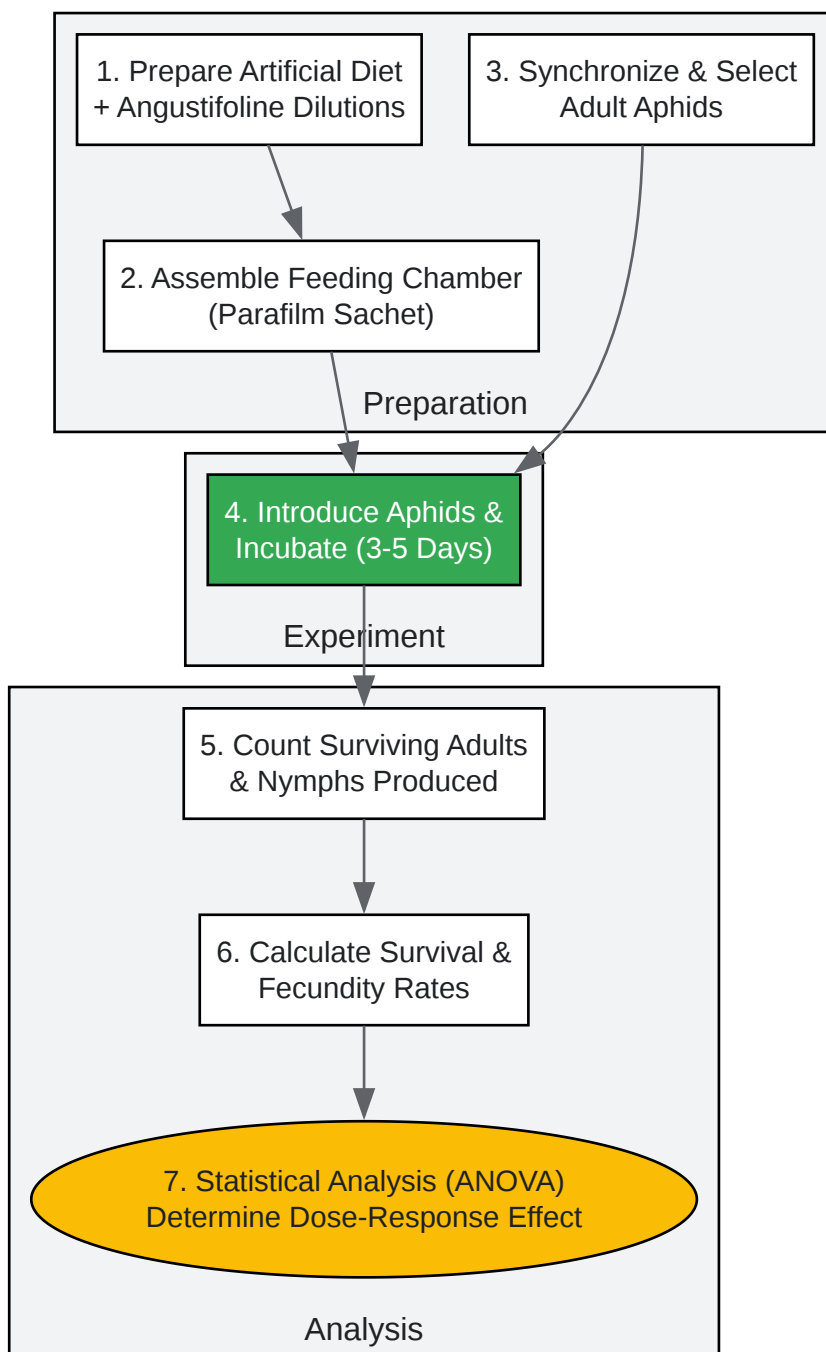 1. Prepare Artificial Diet
+ Angustifoline Dilutions
3. Synchronize & Select
Adult Aphids
2. Assemble Feeding Chamber
(Parafilm Sachet)
Preparation
4. Introduce Aphids &
Incubate (3-5 Days)
Experiment
5. Count Surviving Adults
& Nymphs Produced
6. Calculate Survival &
Fecundity Rates
7. Statistical Analysis (ANOVA)
Determine Dose-Response Effect
Analysis